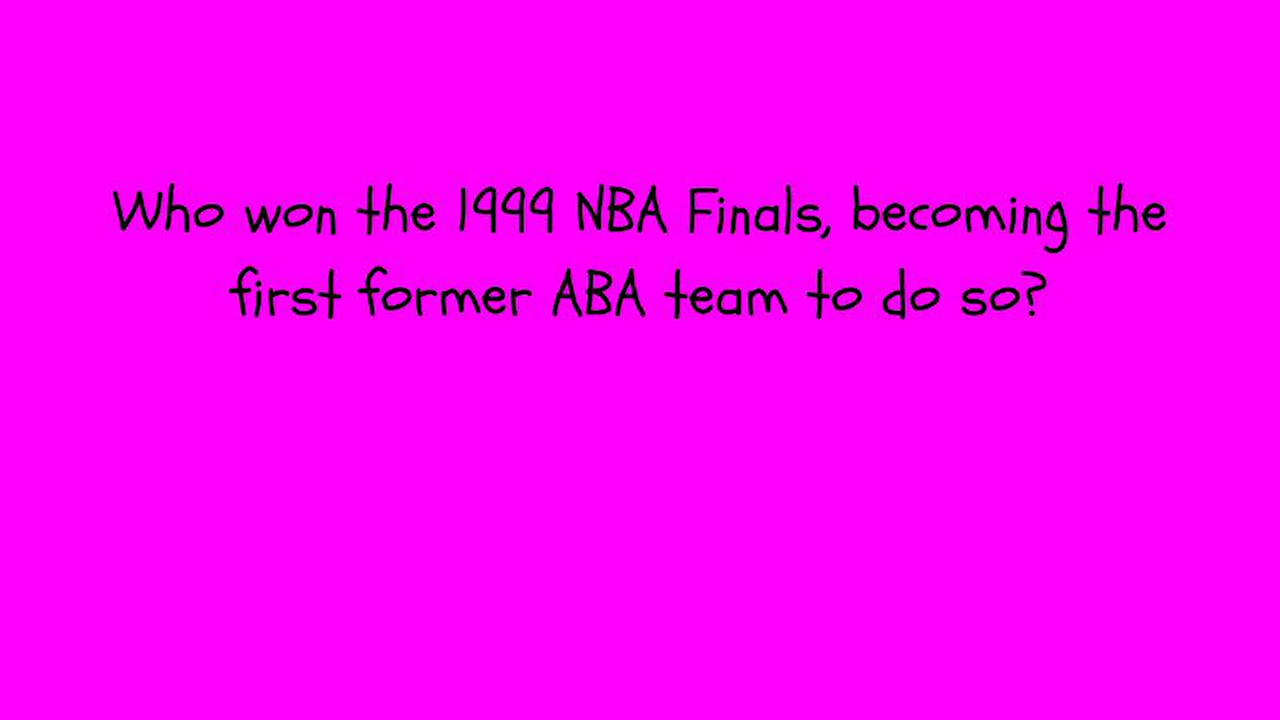 Who won the 1999 NBA Finals, becoming the
first former ABA team to do so?